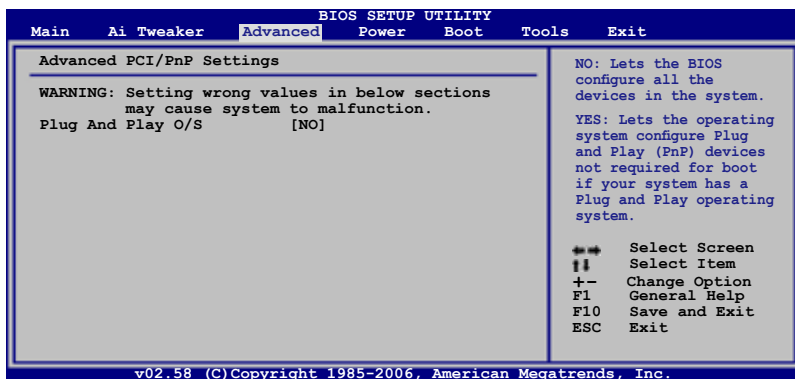 BIOS SETUP UTILITY
Main Ai Tweaker Advanced Power Boot Tools Exit
Advanced PCI/PnP Settings
WARNING: Setting wrong values in below sections
may cause system to malfunction.
Plug And Play O/S [NO]
NO: Lets the BIOS
configure all the
devices in the system.
YES: Lets the operating
system configure Plug
and Play (PnP) devices
not required for boot
if your system has a
Plug and Play operating
system.
←→ Select Screen
↑↓ Select Item
+- Change Option
F1 General Help
F10 Save and Exit
ESC Exit
v02.58 (C)Copyright 1985-2006, American Megatrends, Inc.